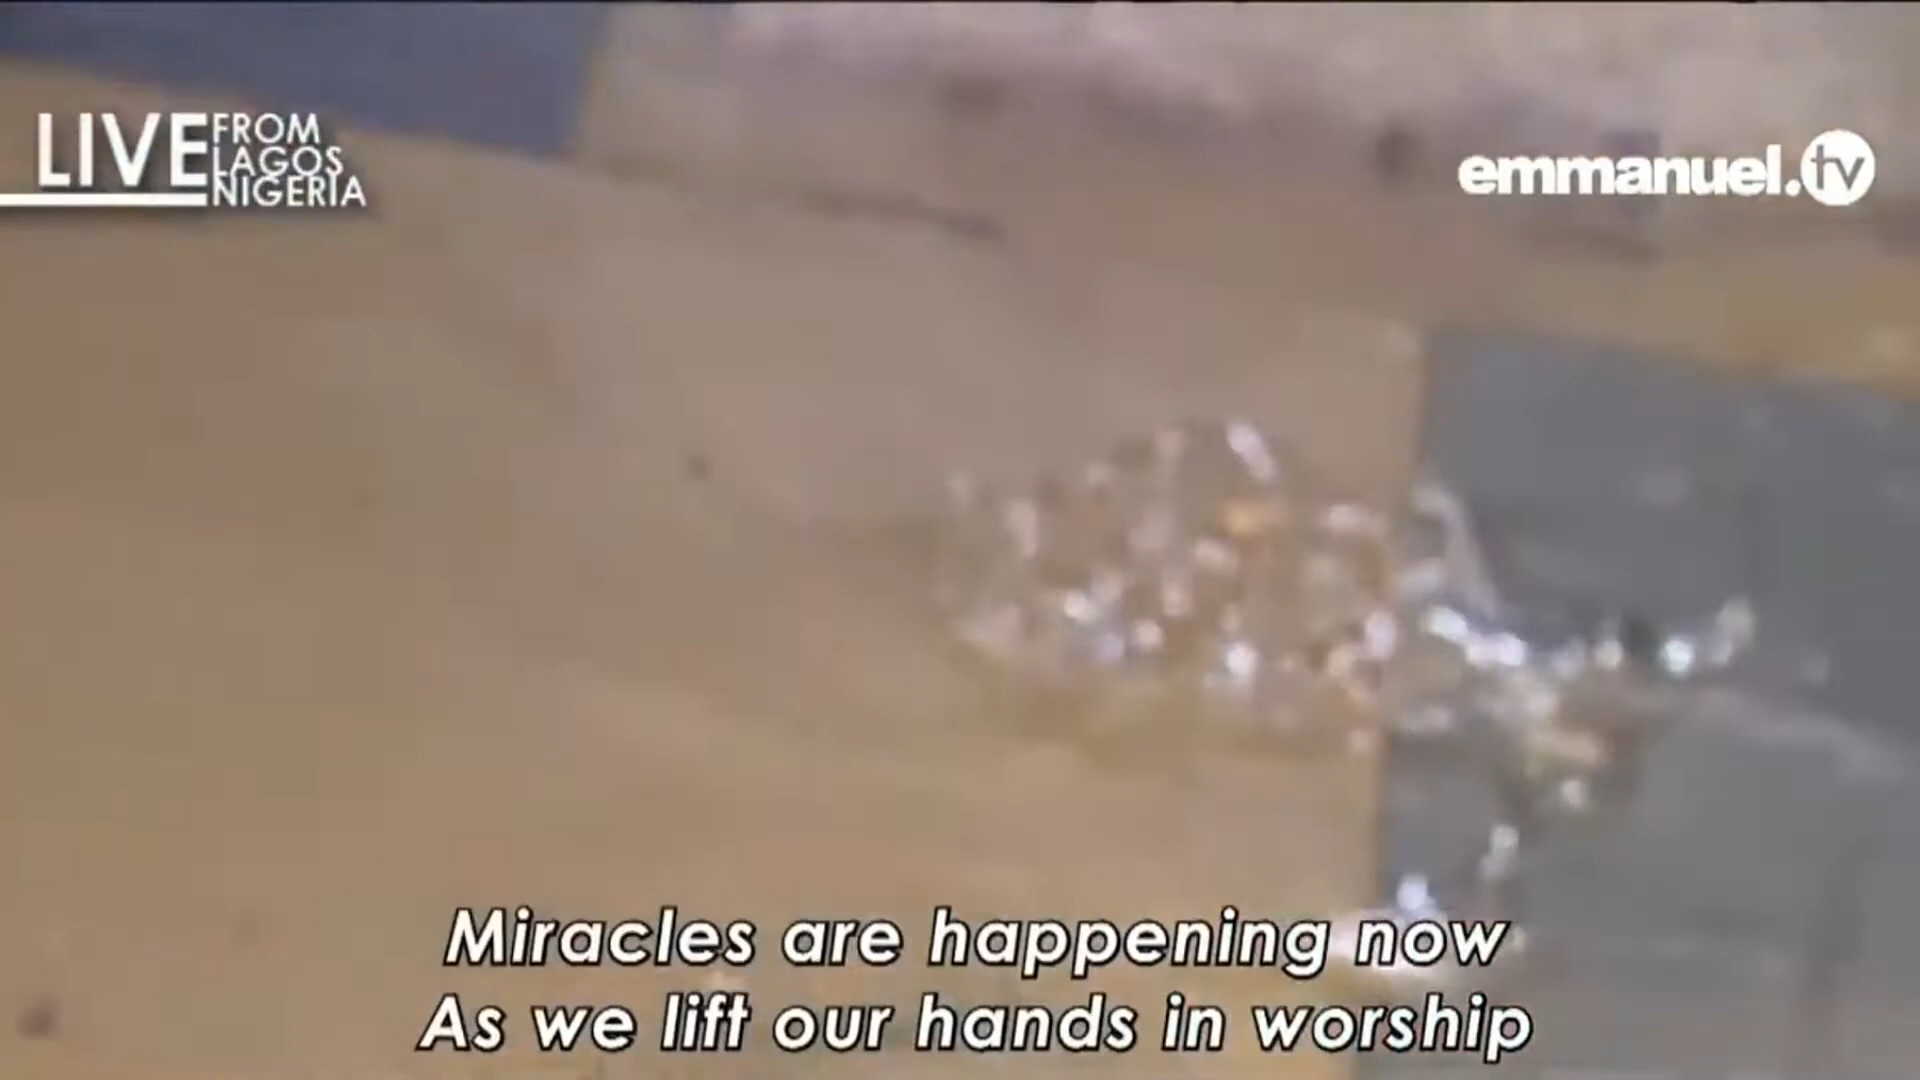 LIVE FROM
LAGOS
NIGERIA
emmanuel.tv
Miracles are happening now
As we lift our hands in worship